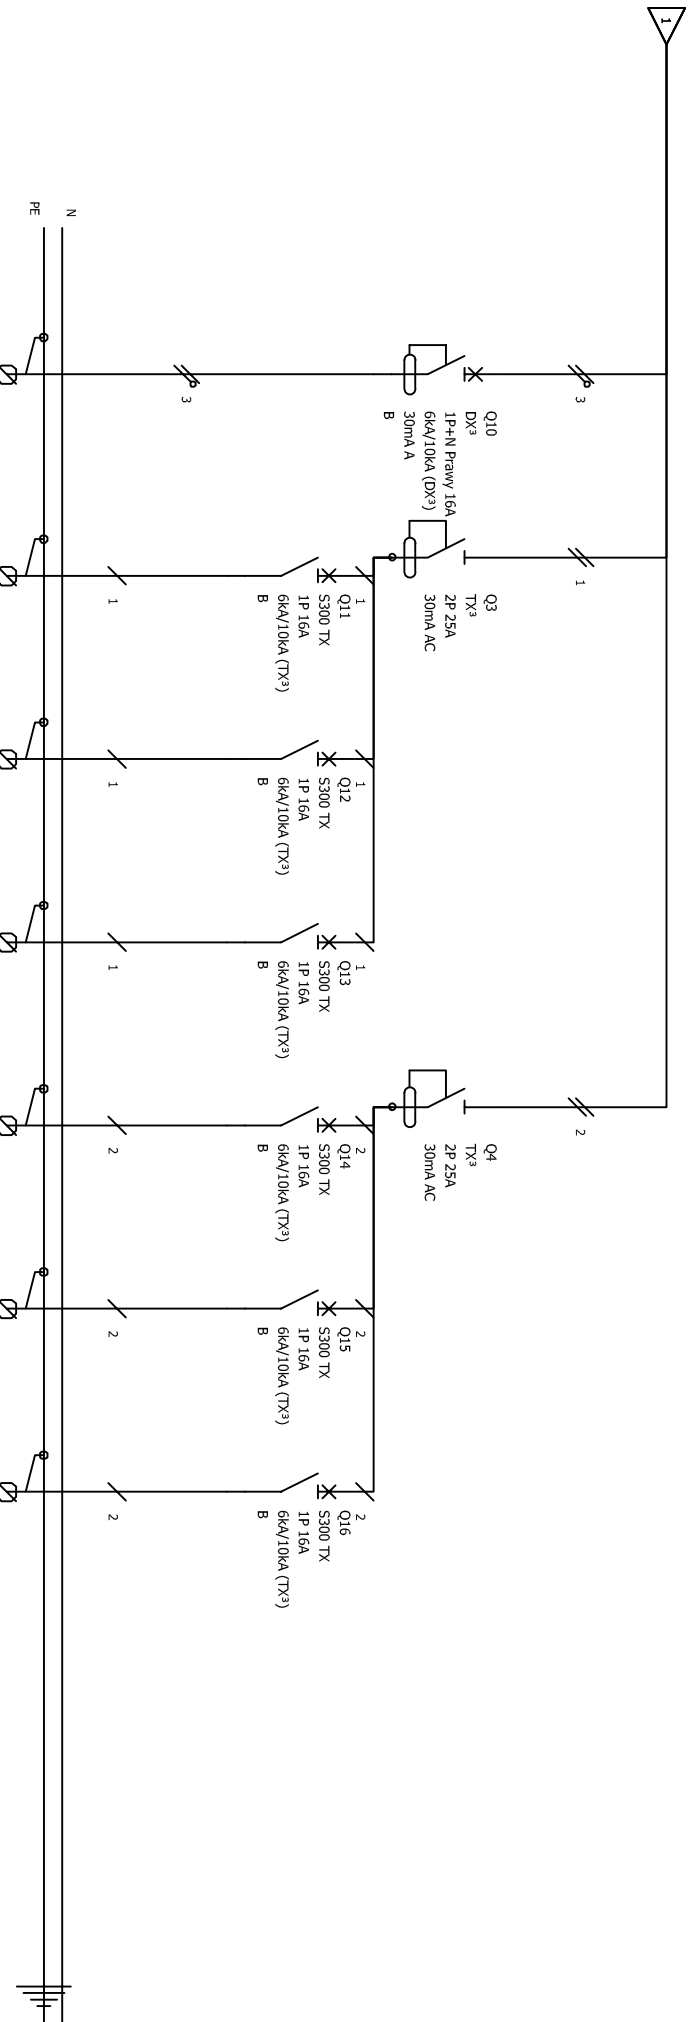 1
3
Q10
DX³
1P+N Prawy 16A
6kA/10kA (DX³)
30mA A
B
3
1
Q3
TX³
2P 25A
30mA AC
2
Q4
TX³
2P 25A
30mA AC
1
Q11
S300 TX
1P 16A
6kA/10kA (TX³)
B
1
1
Q12
S300 TX
1P 16A
6kA/10kA (TX³)
B
1
1
Q13
S300 TX
1P 16A
6kA/10kA (TX³)
B
1
2
Q14
S300 TX
1P 16A
6kA/10kA (TX³)
B
2
2
Q15
S300 TX
1P 16A
6kA/10kA (TX³)
B
2
2
Q16
S300 TX
1P 16A
6kA/10kA (TX³)
B
2
N
PE